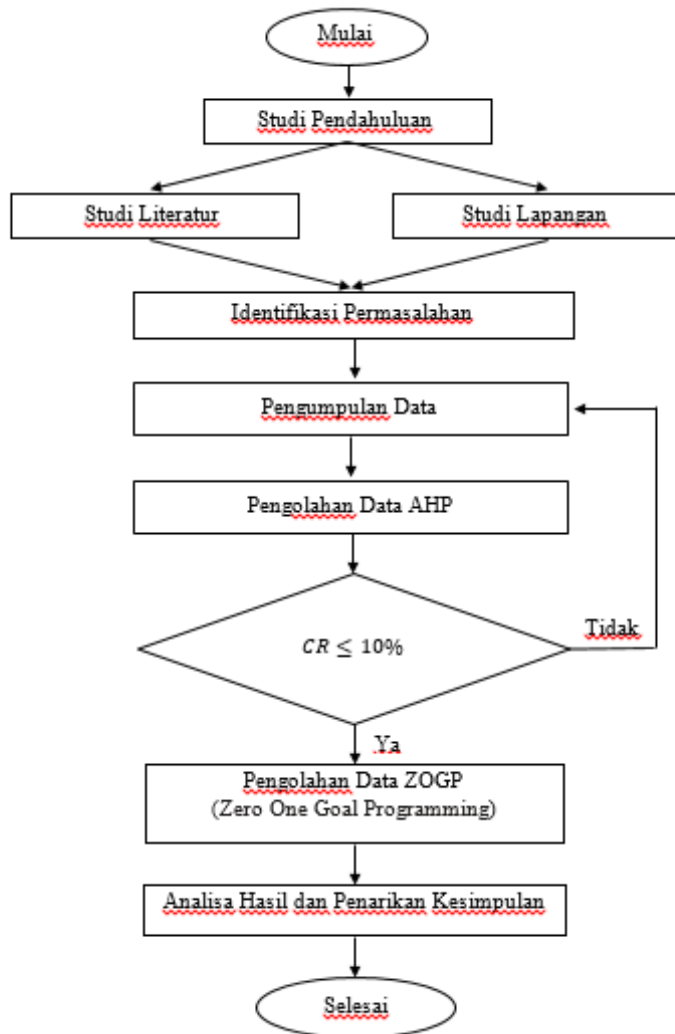 Mulai
Studi Pendahuluan
Studi Literatur
Studi Lapangan
Identifikasi Permasalahan
Pengumpulan Data
Pengolahan Data AHP
CR ≤ 10%
Tidak
Ya
Pengolahan Data ZOGP
(Zero One Goal Programming)
Analisa Hasil dan Penarikan Kesimpulan
Selesai